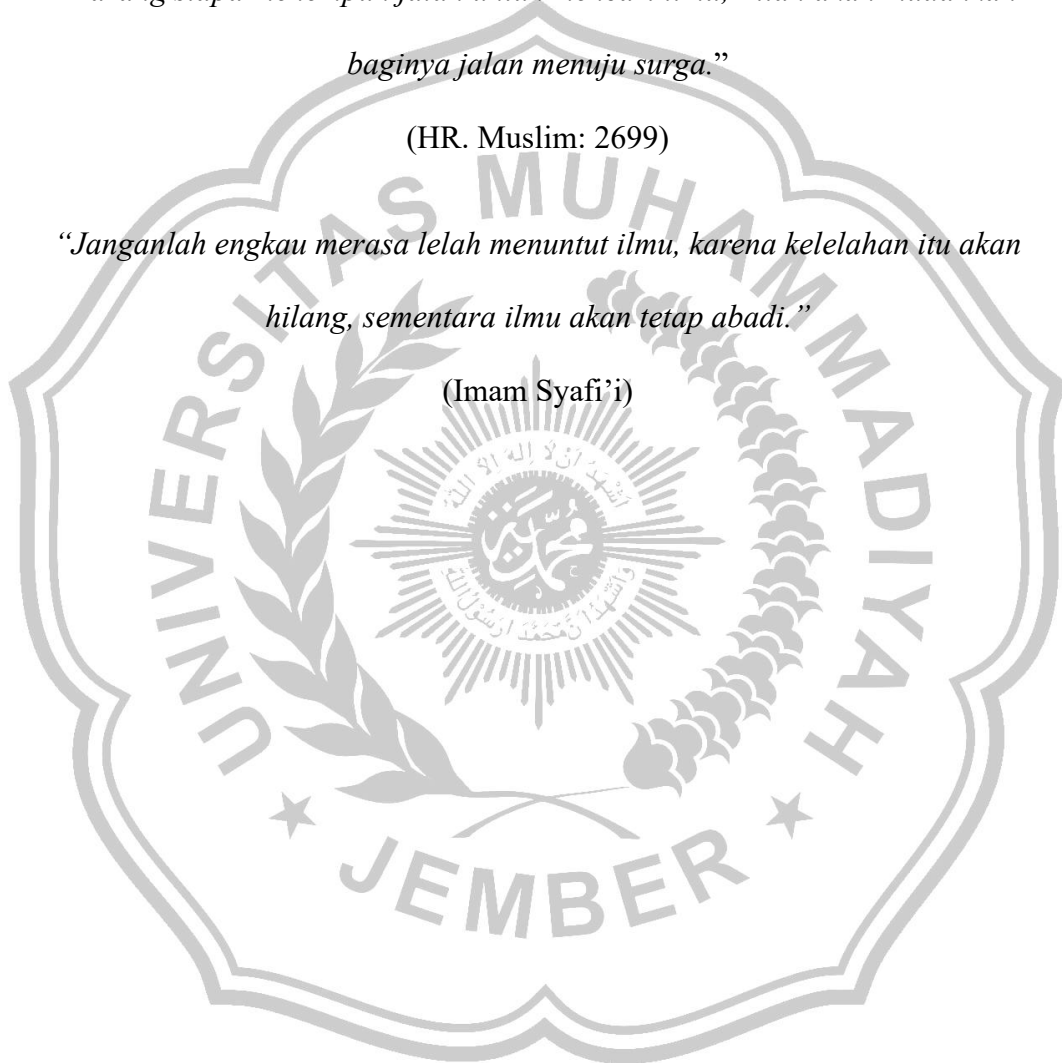 baginya jalan menuju surga.”
(HR. Muslim: 2699)
“Janganlah engkau merasa lelah menuntut ilmu, karena kelelahan itu akan
hilang, sementara ilmu akan tetap abadi.”
(Imam Syafi’i)
UNIVERSITAS MUHAMMADIYAH
JEMBER